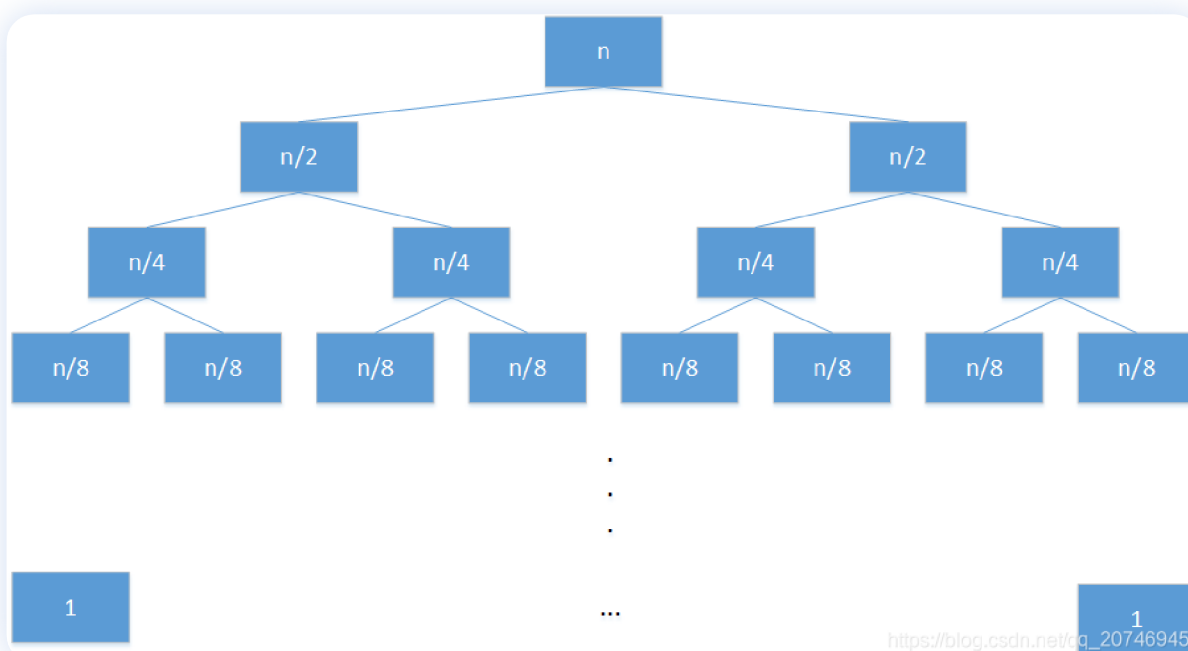 n
n/2 n/2
n/4 n/4 n/4 n/4
n/8 n/8 n/8 n/8 n/8 n/8 n/8 n/8
.
.
.
1 ... 1
https://blog.csdn.net/qq_20746945